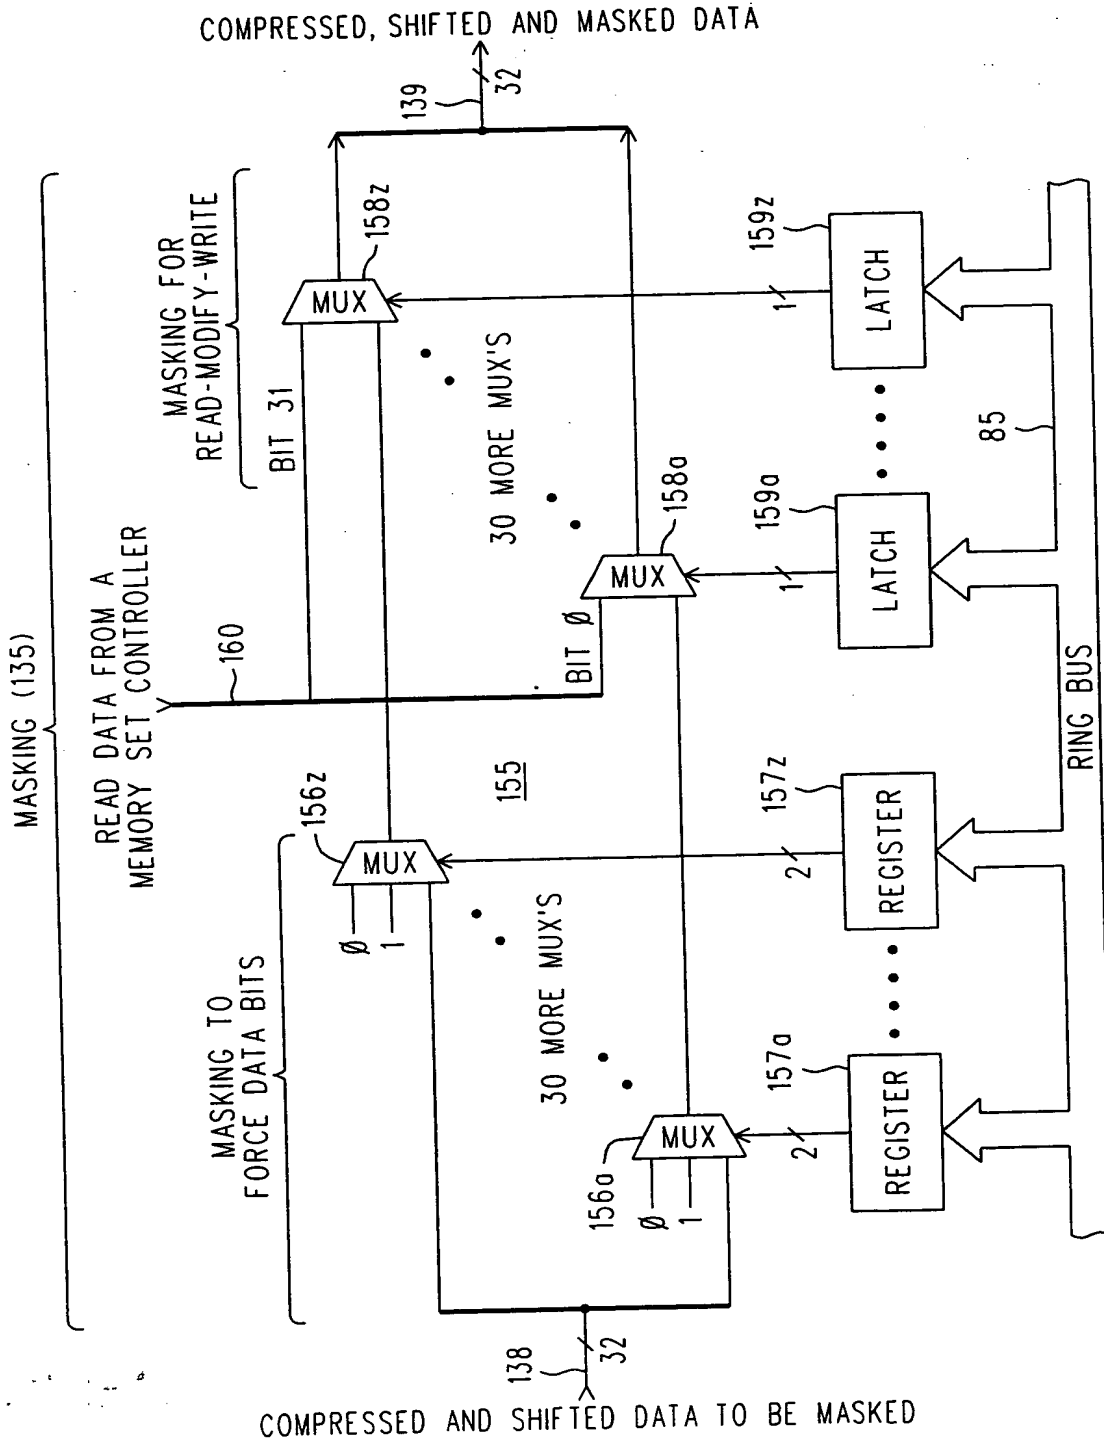 MASKING (135)
READ DATA FROM A
MEMORY SET CONTROLLER
160
MASKING TO
FORCE DATA BITS
MASKING FOR
READ-MODIFY-WRITE
156z
MUX
Ø
1
BIT 31
MUX
158z
30 MORE MUX'S
155
30 MORE MUX'S
156a
MUX
Ø
1
BIT Ø
MUX
158a
138
32
COMPRESSED AND SHIFTED DATA TO BE MASKED
139
32
COMPRESSED, SHIFTED AND MASKED DATA
2
2
1
1
157a
REGISTER
157z
REGISTER
159a
LATCH
159z
LATCH
RING BUS
85